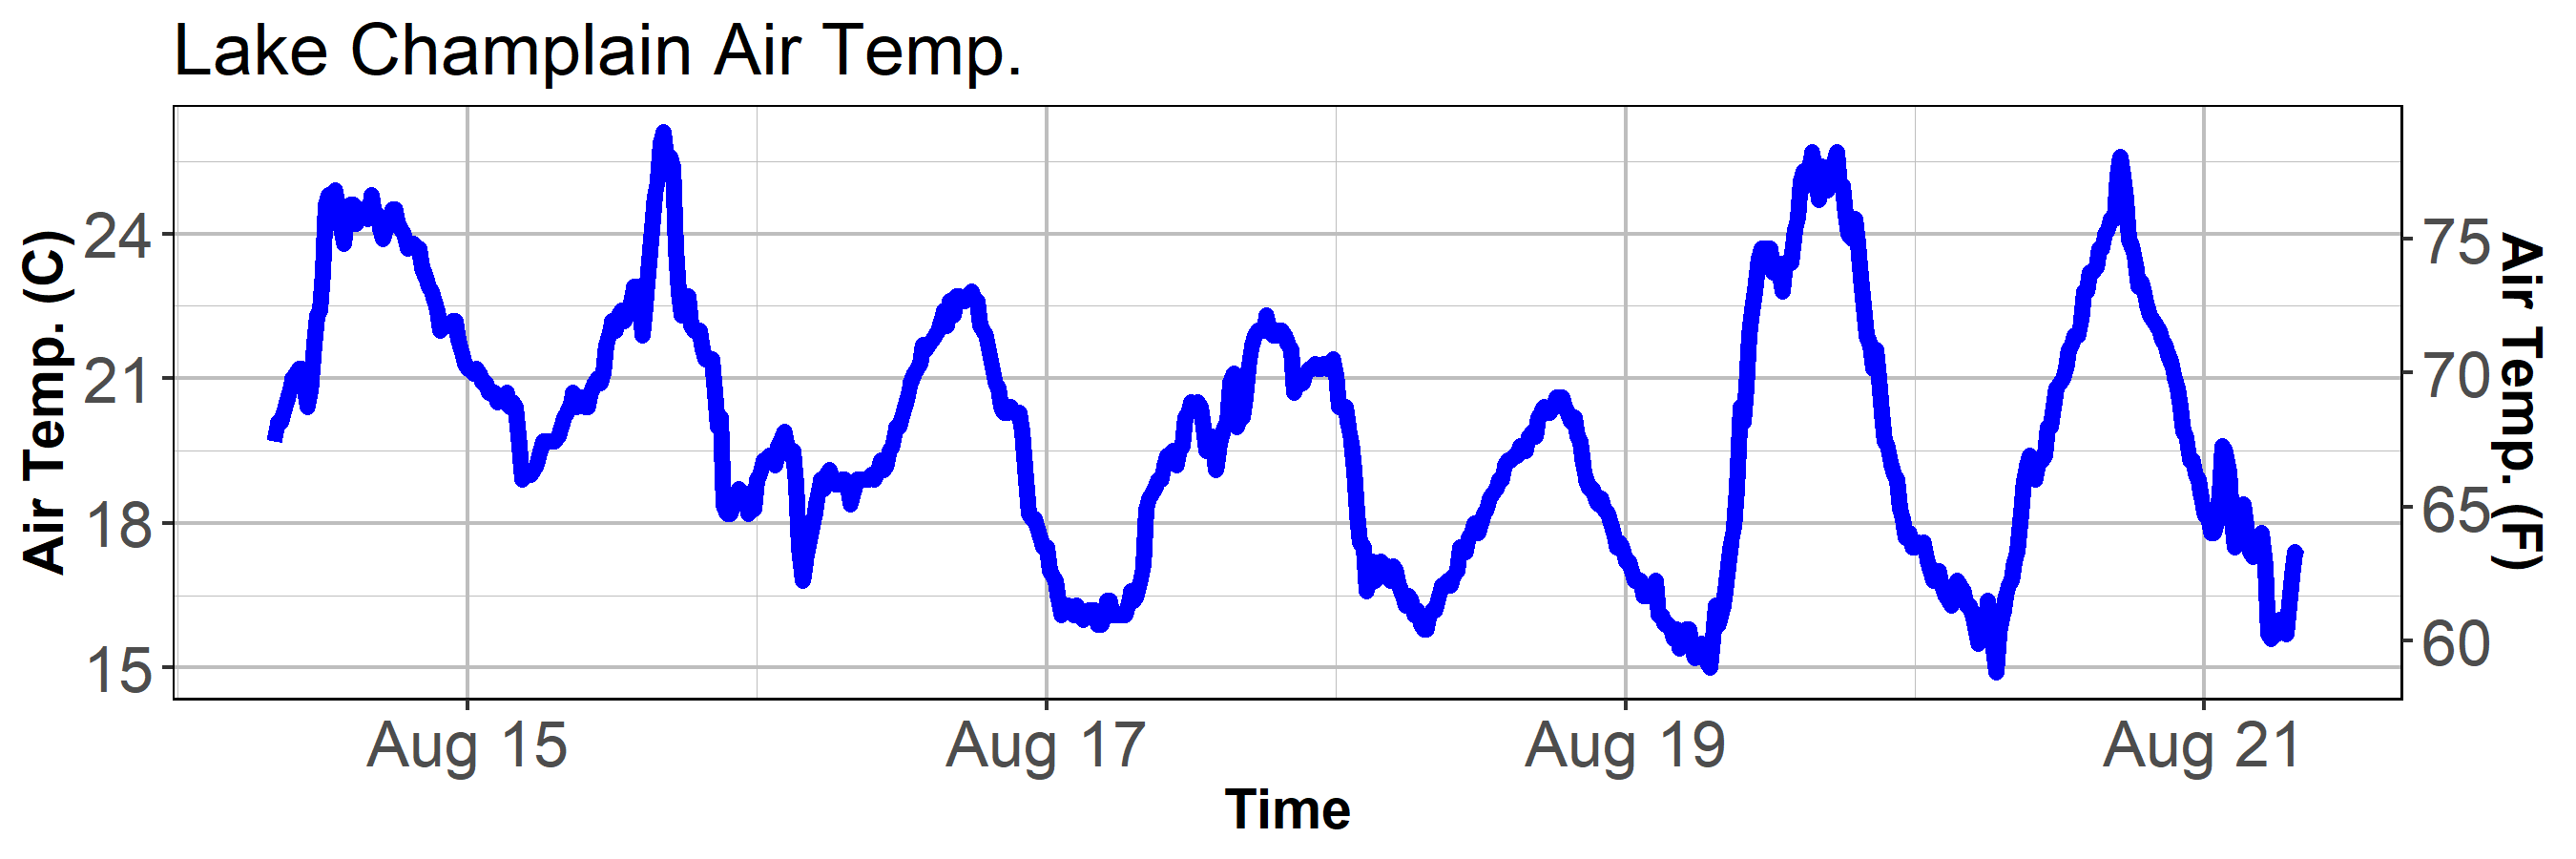 Lake Champlain Air Temp.
Air Temp. (C)
24
21
18
15
75
70
65
60
Air Temp. (F)
Aug 15
Aug 17
Aug 19
Aug 21
Time